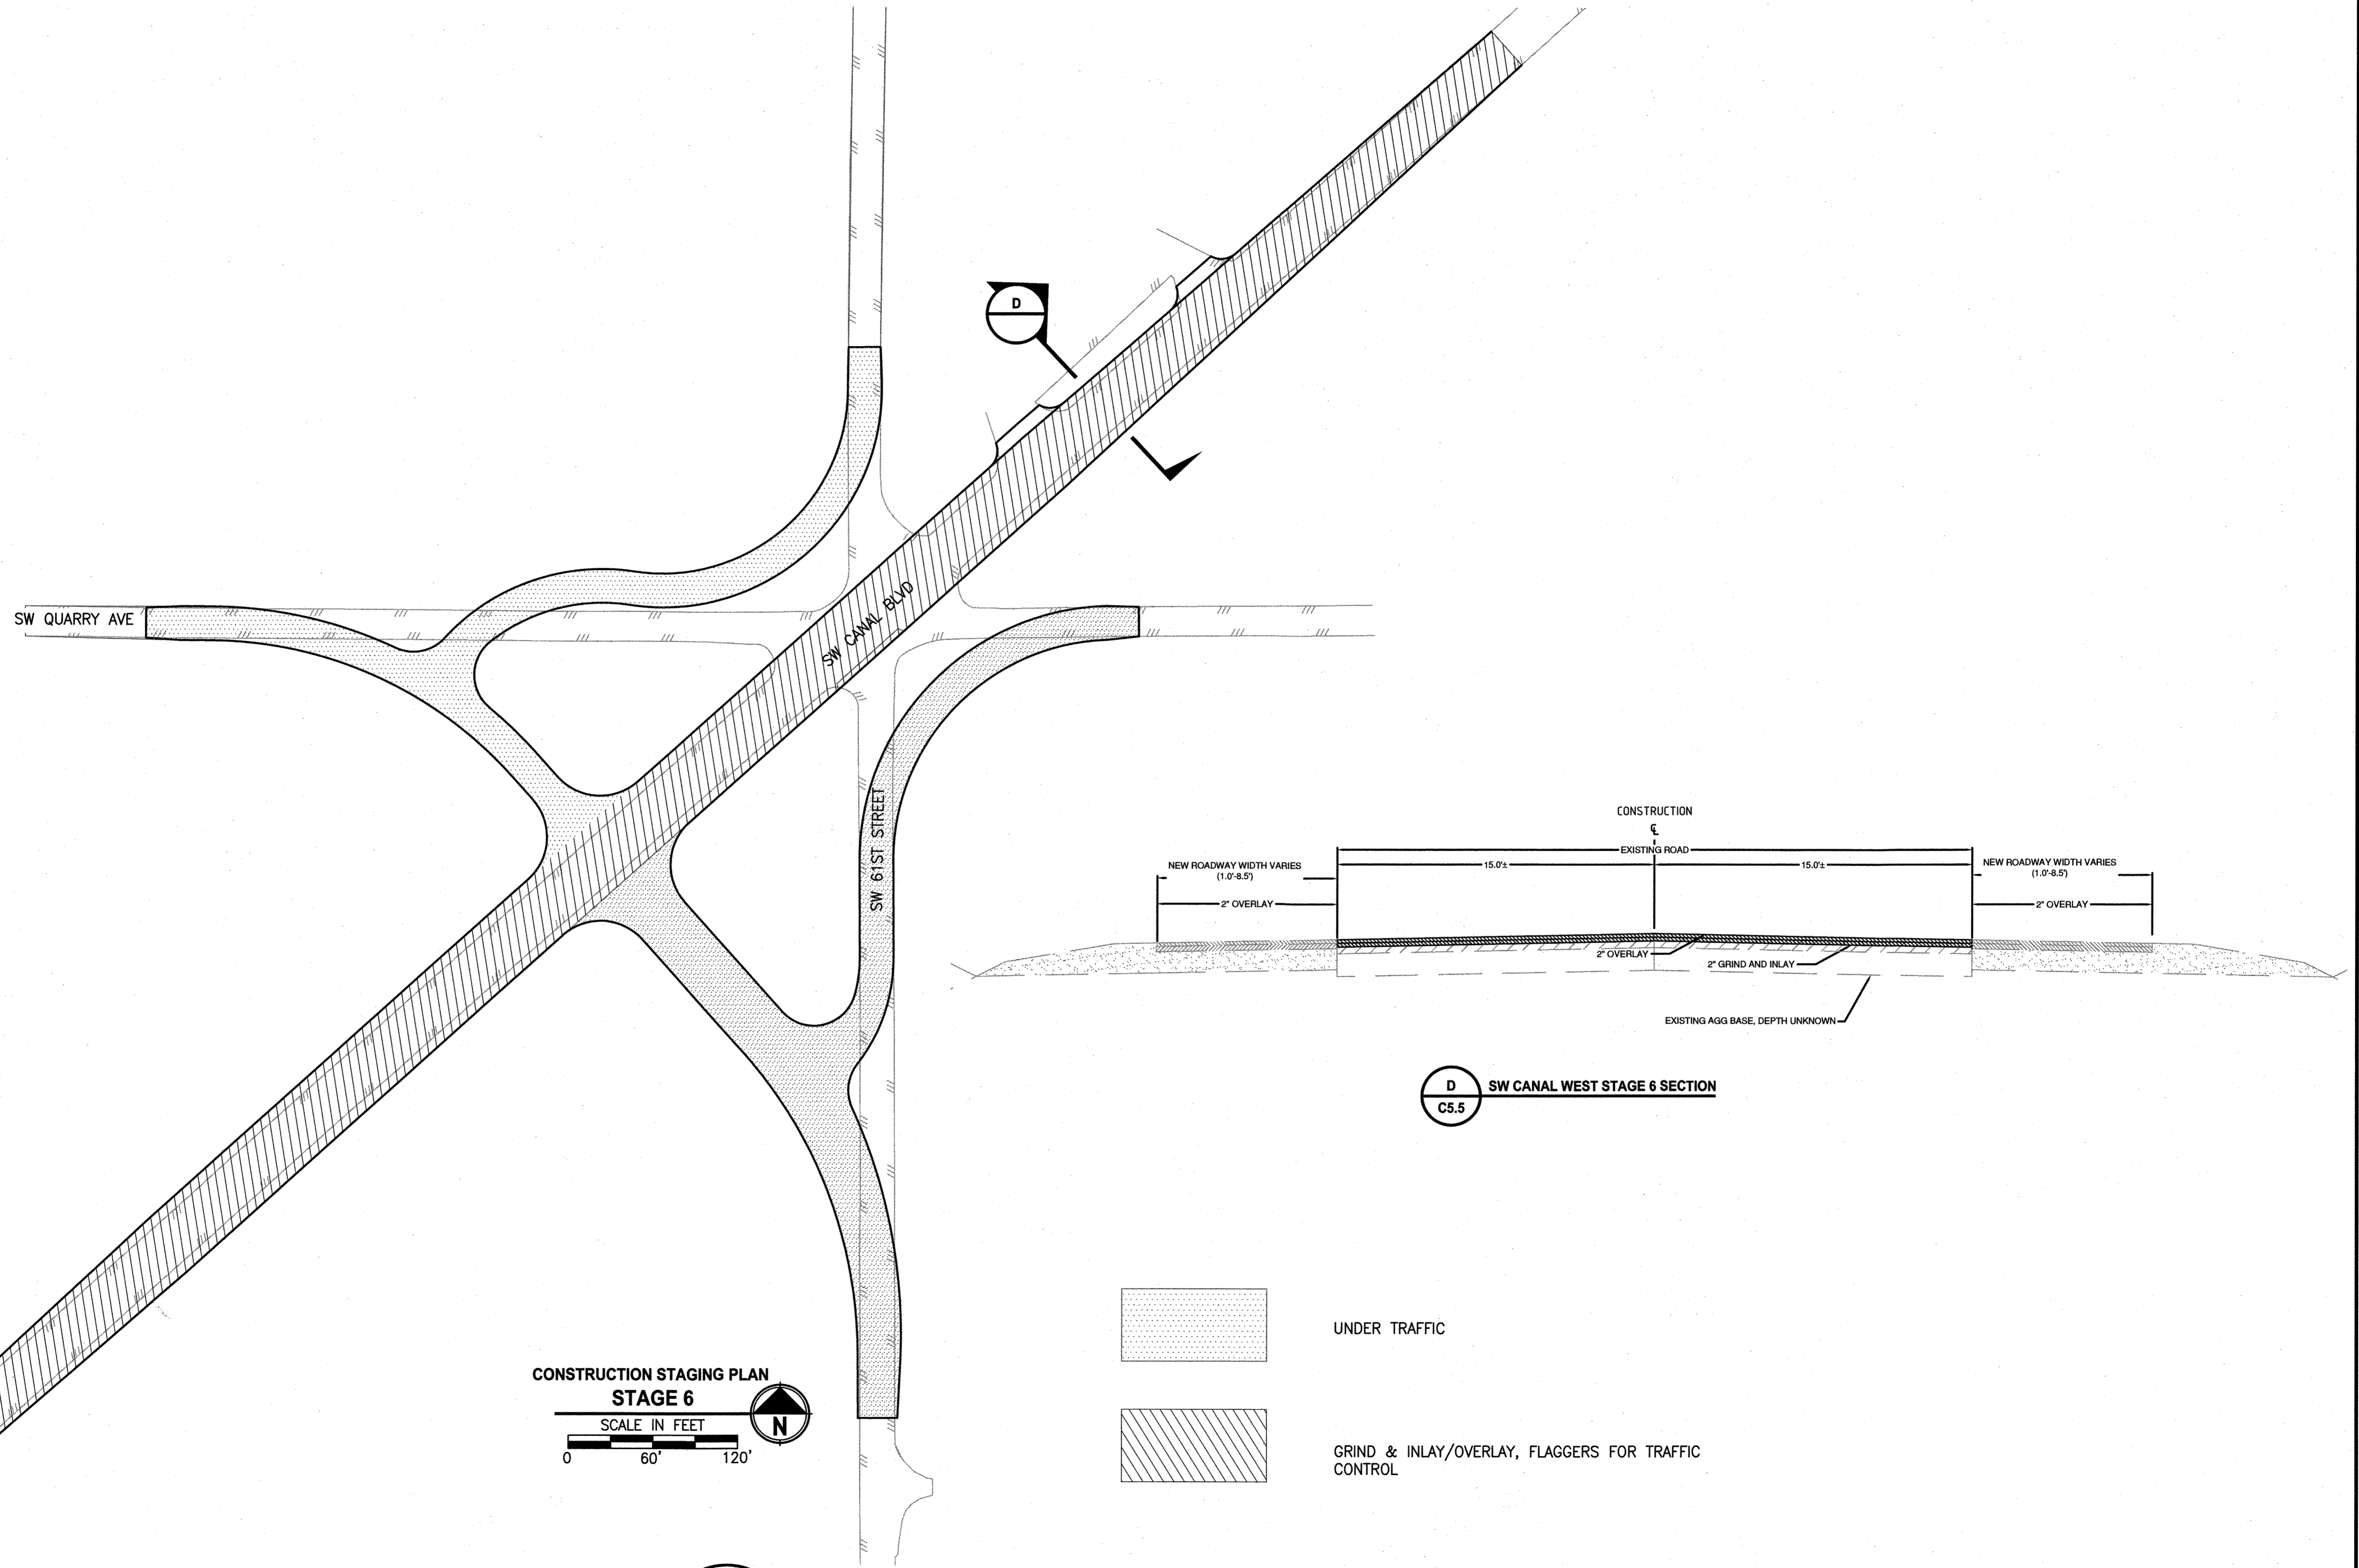 D
SW QUARRY AVE
SW CANAL BLVD
SW 61ST STREET
CONSTRUCTION
℄
EXISTING ROAD
NEW ROADWAY WIDTH VARIES
(1.0'-8.5')
15.0'±
15.0'±
NEW ROADWAY WIDTH VARIES
(1.0'-8.5')
2" OVERLAY
2" OVERLAY
2" OVERLAY
2" GRIND AND INLAY
EXISTING AGG BASE, DEPTH UNKNOWN
D
C5.5
SW CANAL WEST STAGE 6 SECTION
UNDER TRAFFIC
GRIND & INLAY/OVERLAY, FLAGGERS FOR TRAFFIC
CONTROL
CONSTRUCTION STAGING PLAN
STAGE 6
N
SCALE IN FEET
0 60' 120'